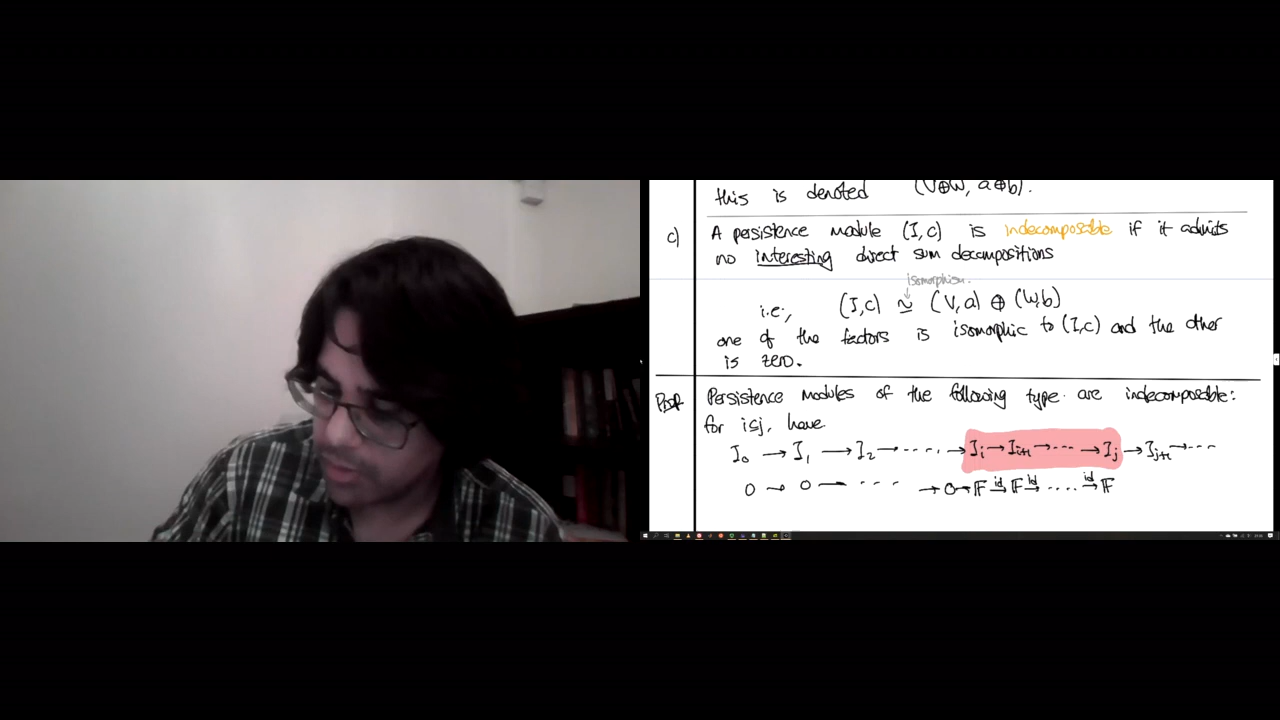 this is denoted (V⊕W, a⊕b).
c) A persistence module (I,c) is indecomposable if it admits
no interesting direct sum decompositions
isomorphism.
i.e., (I,c) ≃ (V,a) ⊕ (W,b)
one of the factors is isomorphic to (I,c) and the other
is zero.
Prop Persistence modules of the following type are indecomposable:
for i≤j, have
I₀ → I₁ → I₂ → ···· → Iᵢ → Iᵢ₊₁ → ··· → Iⱼ → Iⱼ₊₁ → ···
id id id
0 → 0 — ··· → 0 → F → F → ···· → F